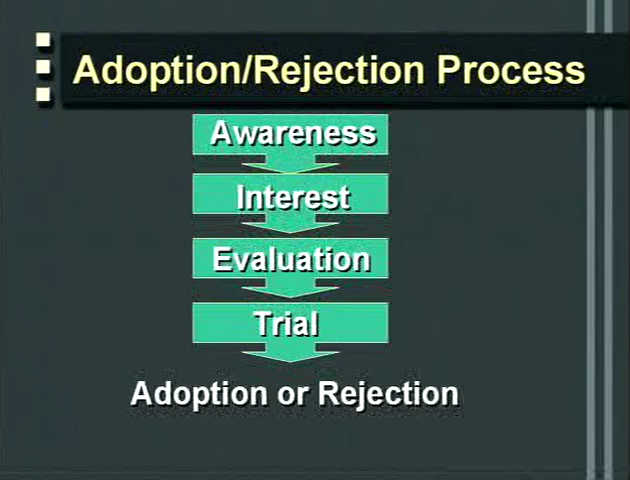 Adoption/Rejection Process
Awareness
Interest
Evaluation
Trial
Adoption or Rejection